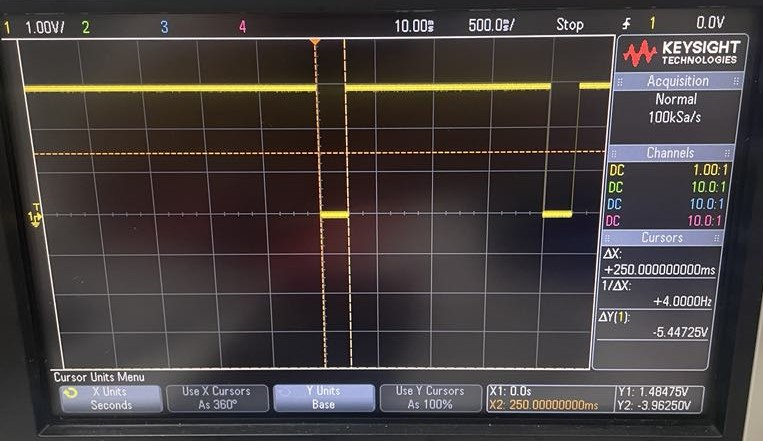 1 1.00V/ 2 3 4 10.00s 500.0ms/ Stop 1 0.0V
KEYSIGHT
TECHNOLOGIES
Acquisition
Normal
100kSa/s
Channels
DC 1.00:1
DC 10.0:1
DC 10.0:1
DC 10.0:1
Cursors
ΔX:
+250.000000000ms
1/ΔX:
+4.0000Hz
ΔY(1):
-5.44725V
T
1
Cursor Units Menu
X Units
Seconds
Use X Cursors
As 360°
Y Units
Base
Use Y Cursors
As 100%
X1: 0.0s
X2: 250.00000000ms
Y1: 1.48475V
Y2: -3.96250V